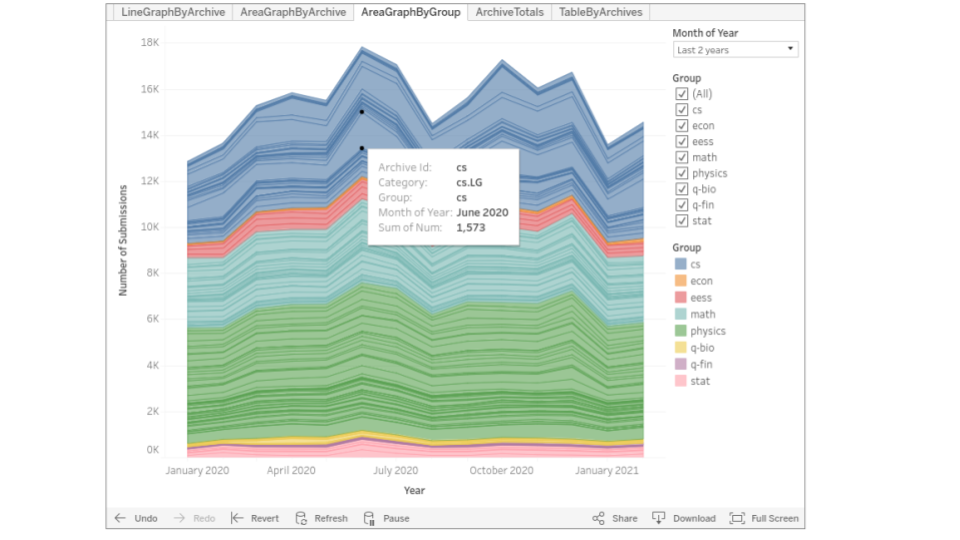 LineGraphByArchive AreaGraphByArchive AreaGraphByGroup ArchiveTotals TableByArchives
Month of Year
Last 2 years
Group
(All)
cs
econ
eess
math
physics
q-bio
q-fin
stat
Group
cs
econ
eess
math
physics
q-bio
q-fin
stat
Number of Submissions
18K
16K
14K
12K
10K
8K
6K
4K
2K
0K
Archive Id: cs
Category: cs.LG
Group: cs
Month of Year: June 2020
Sum of Num: 1,573
January 2020 April 2020 July 2020 October 2020 January 2021
Year
Undo Redo Revert Refresh Pause Share Download Full Screen